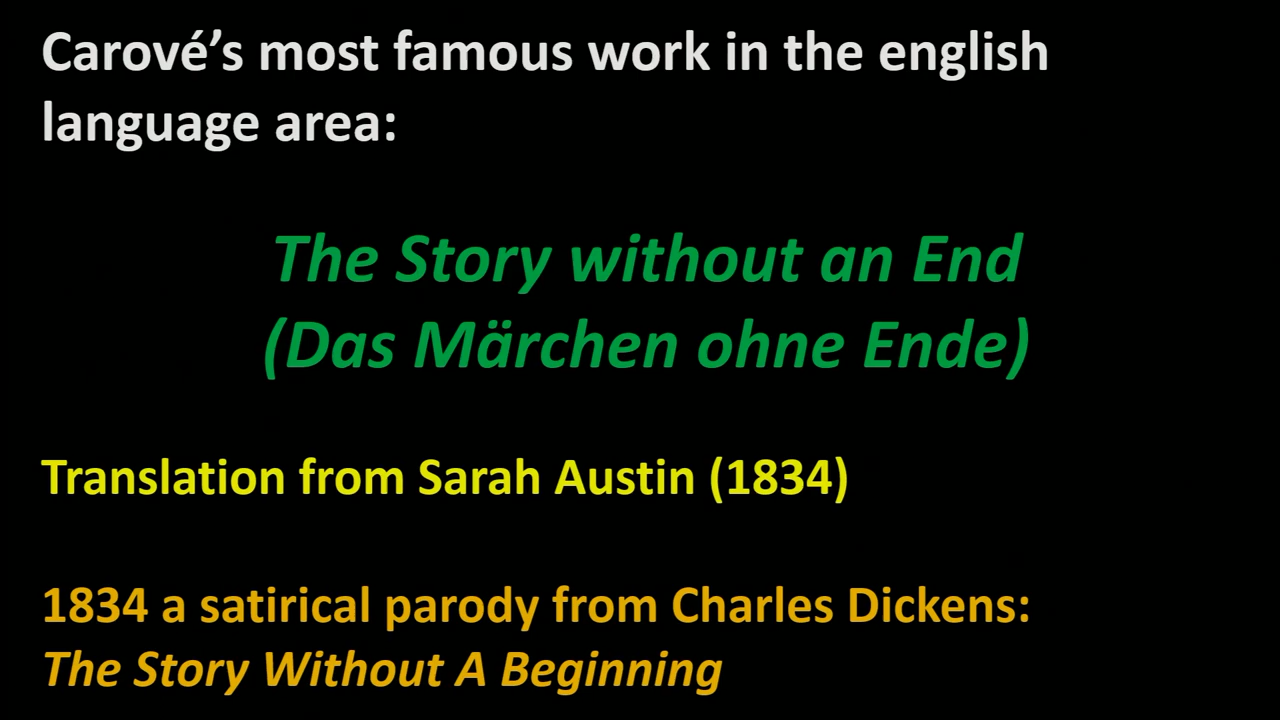 Carové’s most famous work in the english
language area:
The Story without an End
(Das Märchen ohne Ende)
Translation from Sarah Austin (1834)
1834 a satirical parody from Charles Dickens:
The Story Without A Beginning